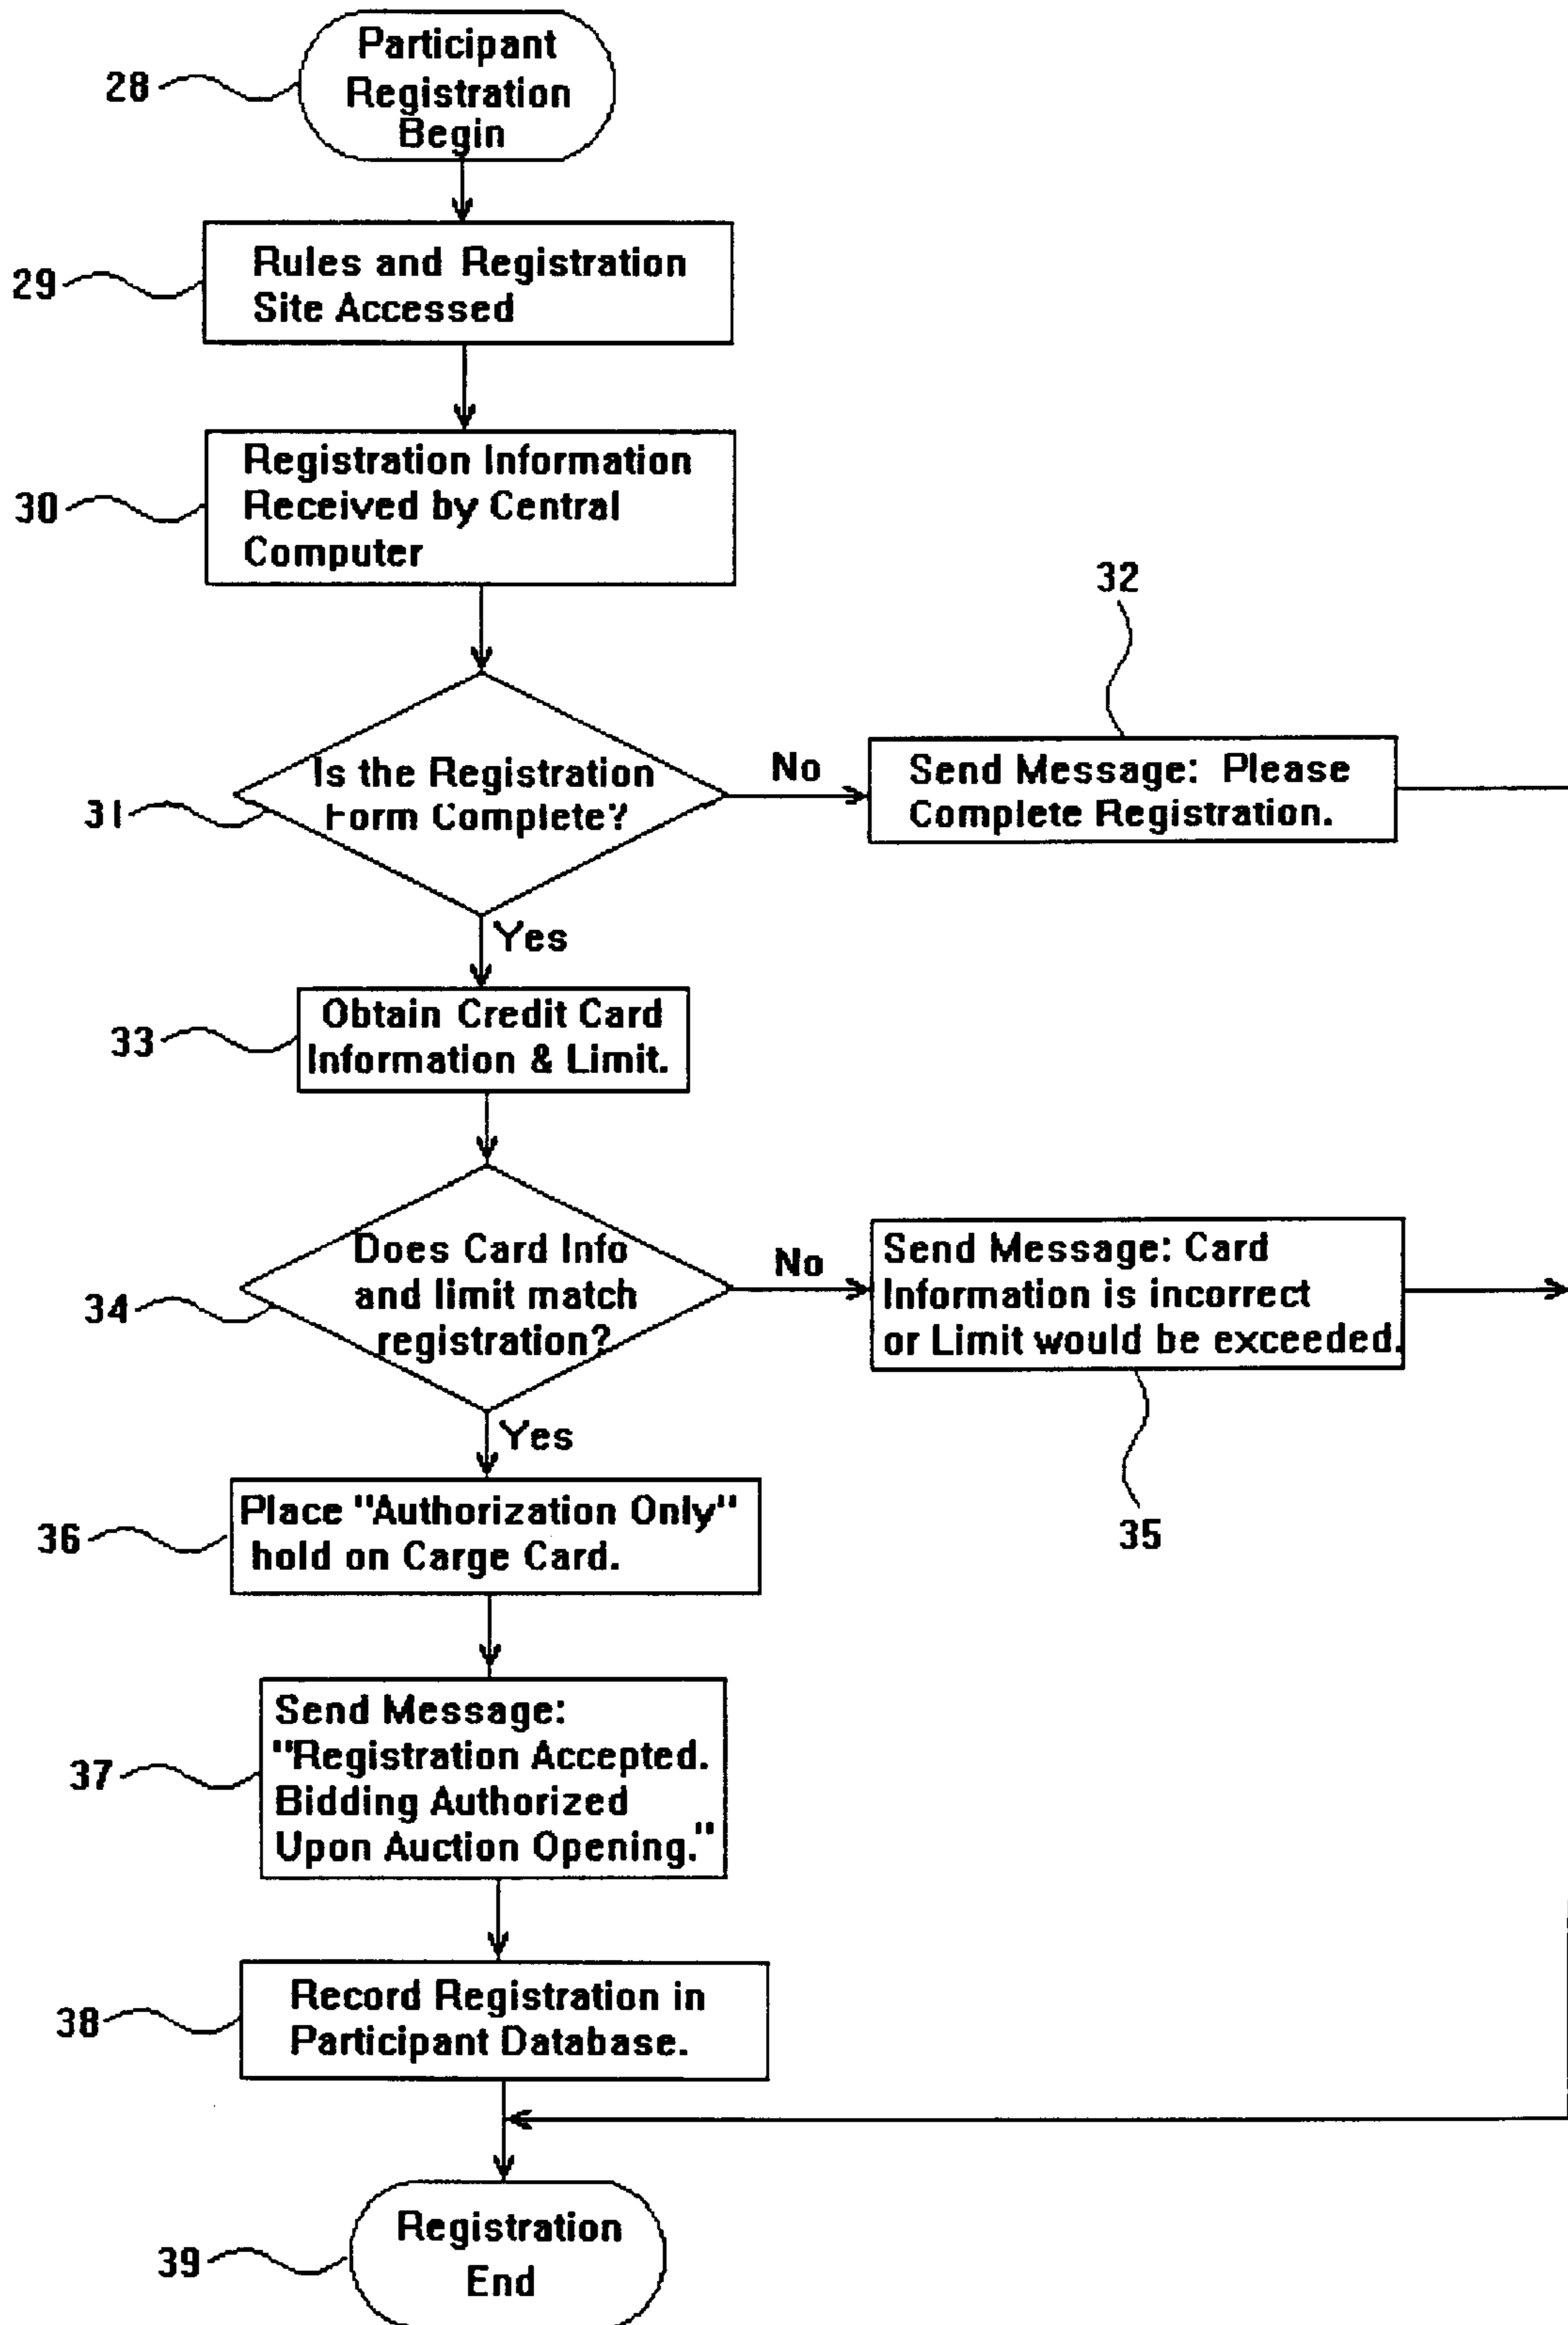 Participant
Registration
Begin
28
Rules and Registration
Site Accessed
29
Registration Information
Received by Central
Computer
30
32
Is the Registration
Form Complete?
31
No
Send Message: Please
Complete Registration.
Yes
Obtain Credit Card
Information & Limit.
33
Does Card Info
and limit match
registration?
34
No
Send Message: Card
Information is incorrect
or Limit would be exceeded.
35
Yes
Place "Authorization Only"
hold on Carge Card.
36
Send Message:
"Registration Accepted.
Bidding Authorized
Upon Auction Opening."
37
Record Registration in
Participant Database.
38
Registration
End
39